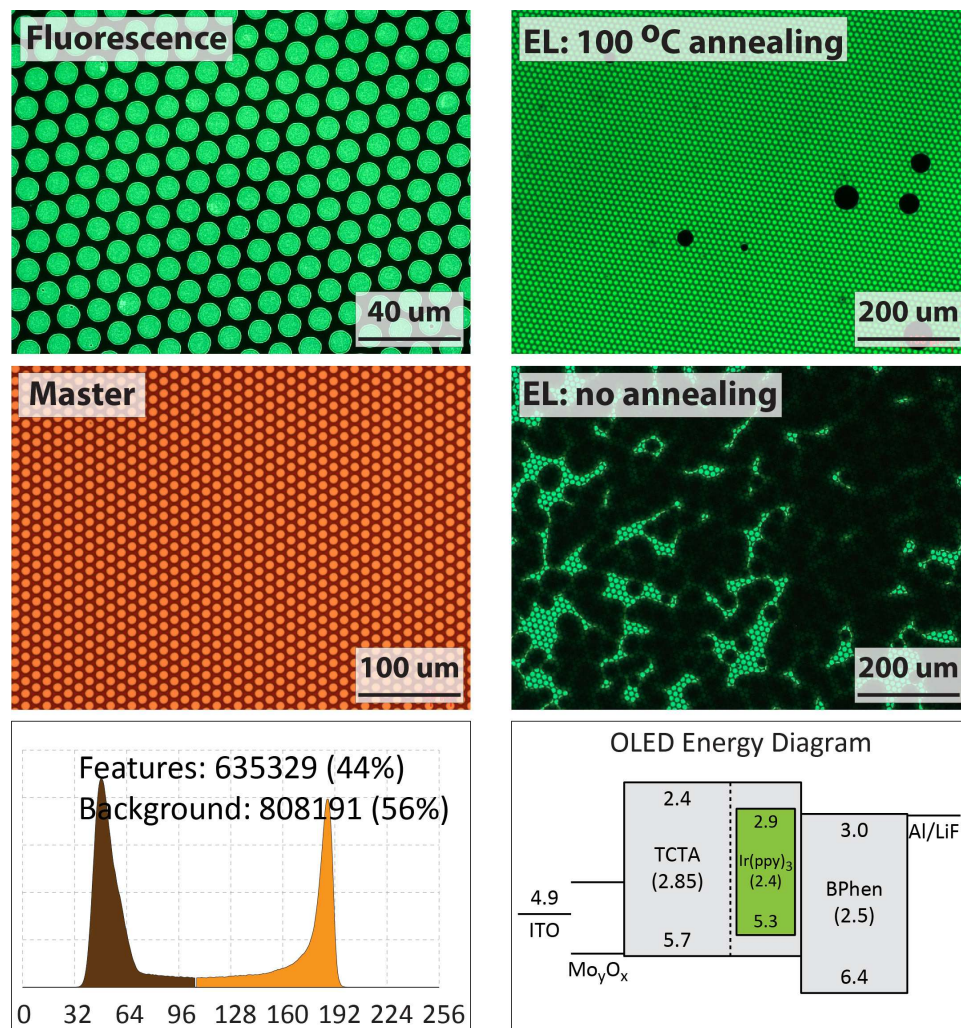 Fluorescence
40 um
EL: 100 °C annealing
200 um
Master
100 um
EL: no annealing
200 um
Features: 635329 (44%)
Background: 808191 (56%)
0 32 64 96 128 160 192 224 256
OLED Energy Diagram
2.4
2.9
3.0
Al/LiF
TCTA
(2.85)
Ir(ppy)3
(2.4)
BPhen
(2.5)
4.9
ITO
5.3
5.7
MoyOx
6.4